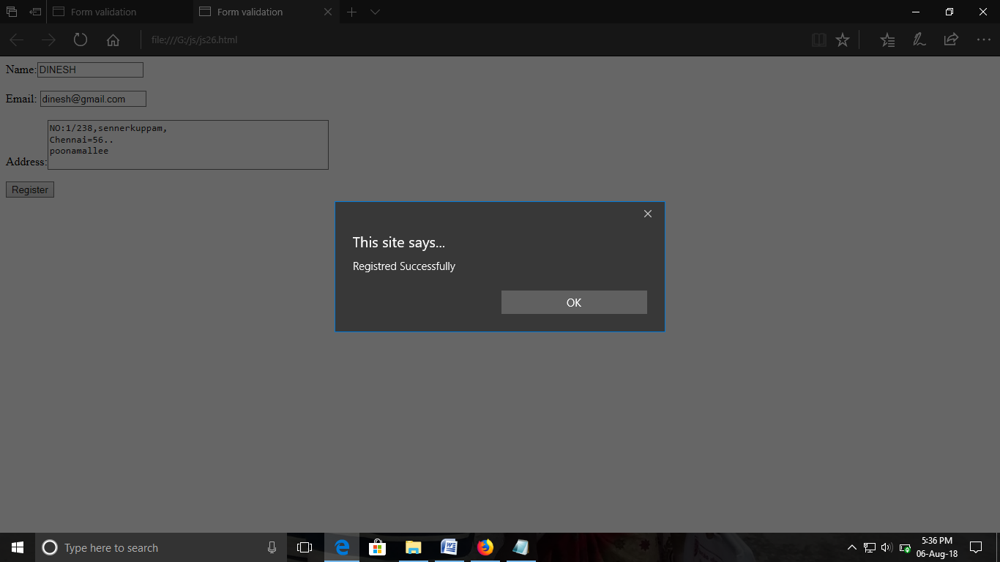 Form validation
Form validation
file:///G:/js/js26.html
Name:DINESH
Email: dinesh@gmail.com
NO:1/238,sennerkuppam,
Chennai=56..
poonamallee
Address:
Register
This site says...
Registred Successfully
OK
Type here to search
5:36 PM
06-Aug-18